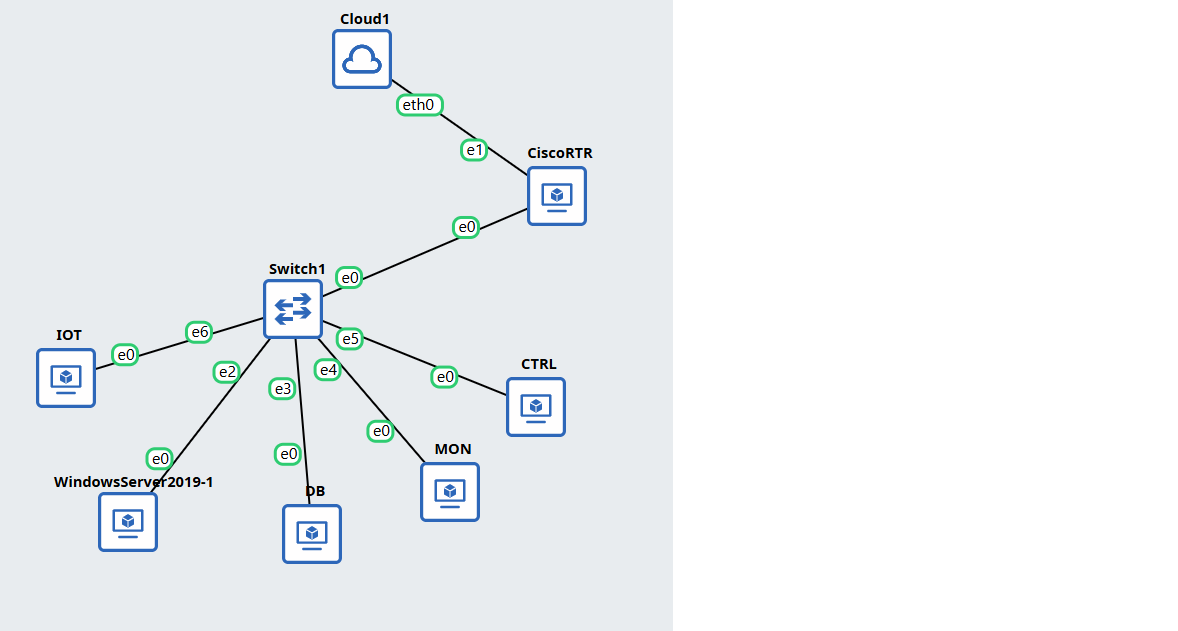 Cloud1
eth0
e1
CiscoRTR
e0
Switch1
e0
IOT
e6
e0
e5
e2
e4
e3
e0
CTRL
e0
e0
e0
MON
WindowsServer2019-1
DB